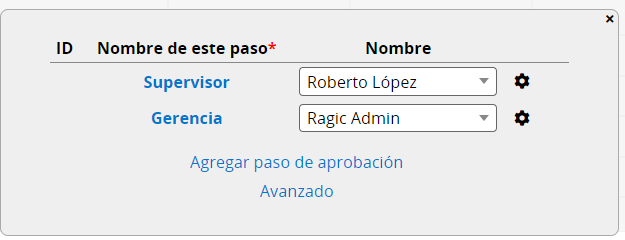 ×
ID Nombre de este paso* Nombre
Supervisor Roberto López
Gerencia Ragic Admin
Agregar paso de aprobación
Avanzado